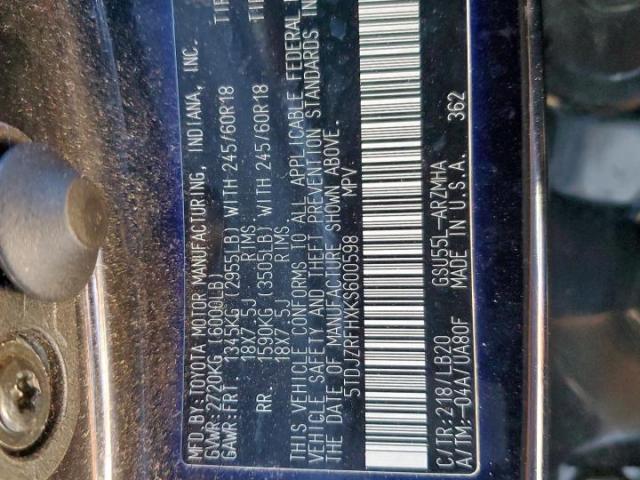 MFD.BY:TOYOTA MOTOR MANUFACTURING, INDIANA, INC.
GVWR:2720KG (6000LB)
GAWR:FRT 1345KG (2955LB) WITH 245/60R18 TIR
18X7.5J RIMS
RR 1590KG (3505LB) WITH 245/60R18 TIR
18X7.5J RIMS
THIS VEHICLE CONFORMS TO ALL APPLICABLE FEDERAL
VEHICLE SAFETY AND THEFT PREVENTION STANDARDS IN
THE DATE OF MANUFACTURE SHOWN ABOVE.
5TDJZRFHXKS600598 MPV
C/TR:218/LB20 GSU55L-ARZMHA
A/TM:-04A/UA80F MADE IN U.S.A. 362